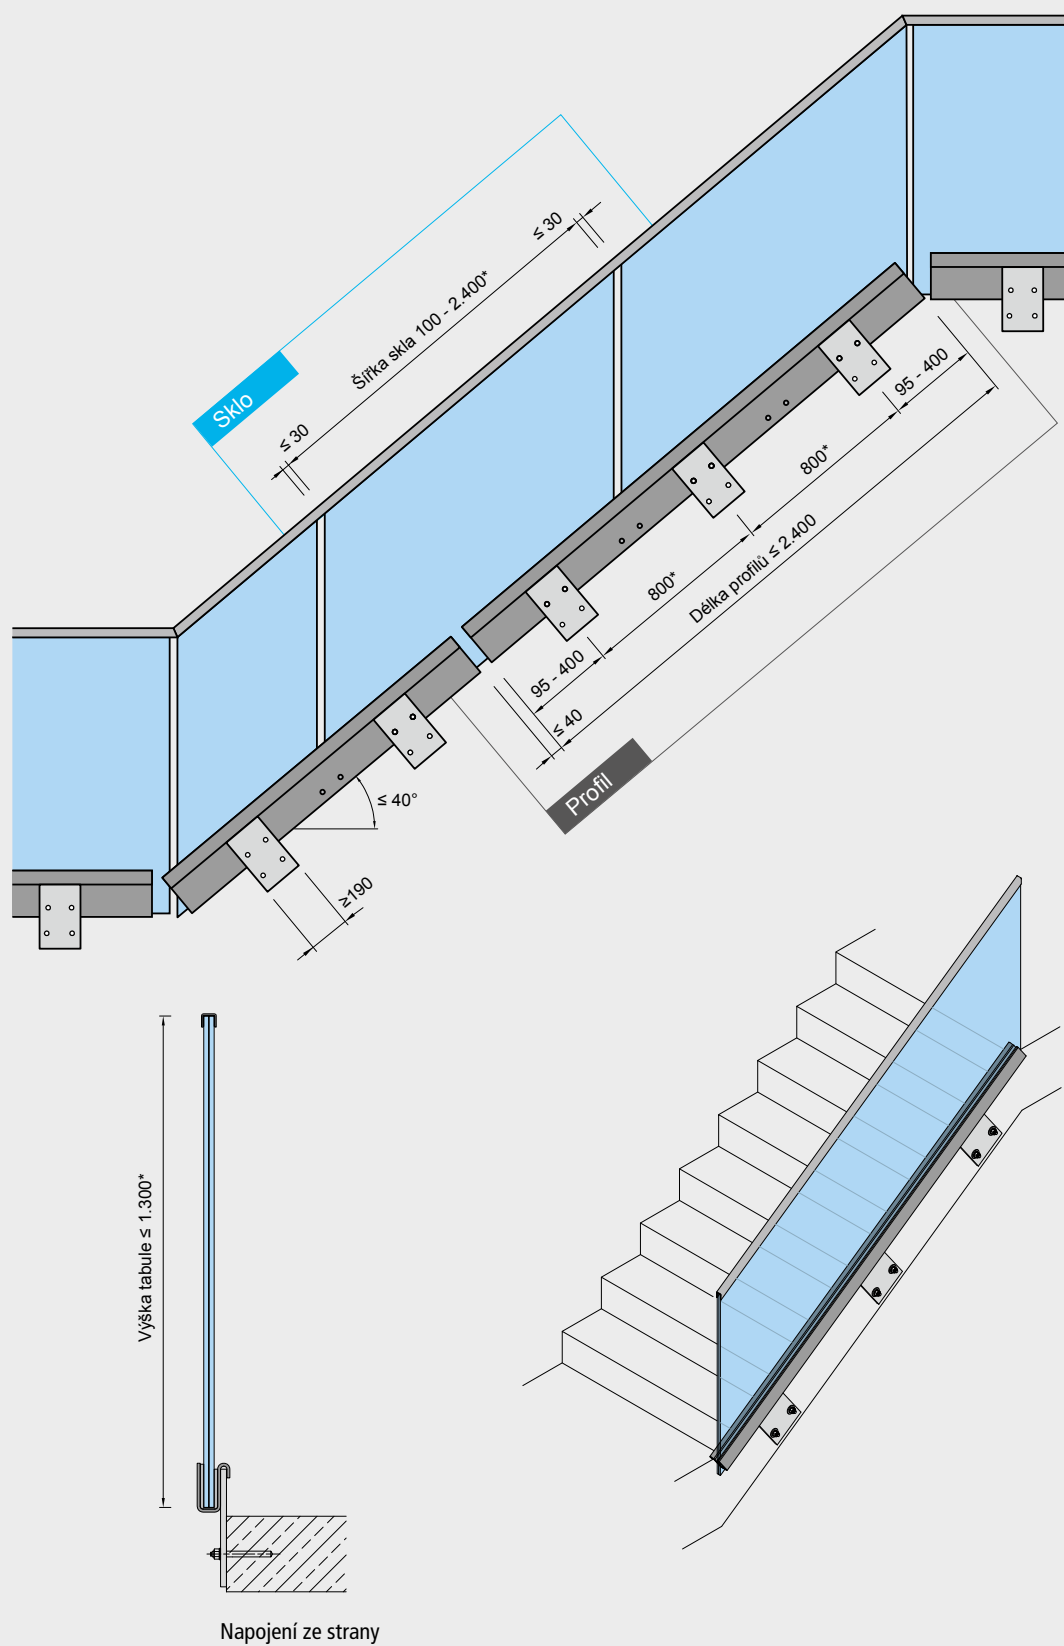 ≤ 30
Šířka skla 100 - 2.400*
Sklo
≤ 30
95 - 400
800*
Délka profilů ≤ 2.400
800*
95 - 400
≤ 40
Profil
≤ 40°
≥190
Výška tabule ≤ 1.300*
Napojení ze strany